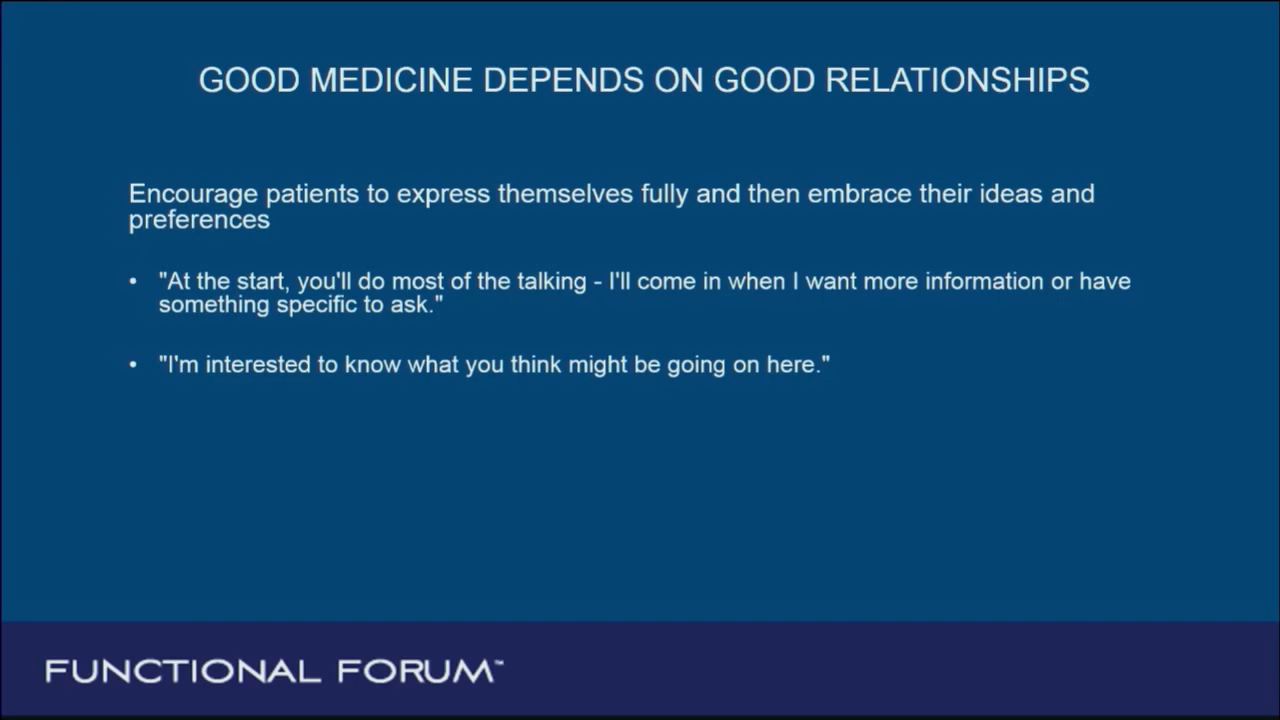 GOOD MEDICINE DEPENDS ON GOOD RELATIONSHIPS
Encourage patients to express themselves fully and then embrace their ideas and
preferences
• "At the start, you'll do most of the talking - I'll come in when I want more information or have
something specific to ask."
• "I'm interested to know what you think might be going on here."
FUNCTIONAL FORUM™